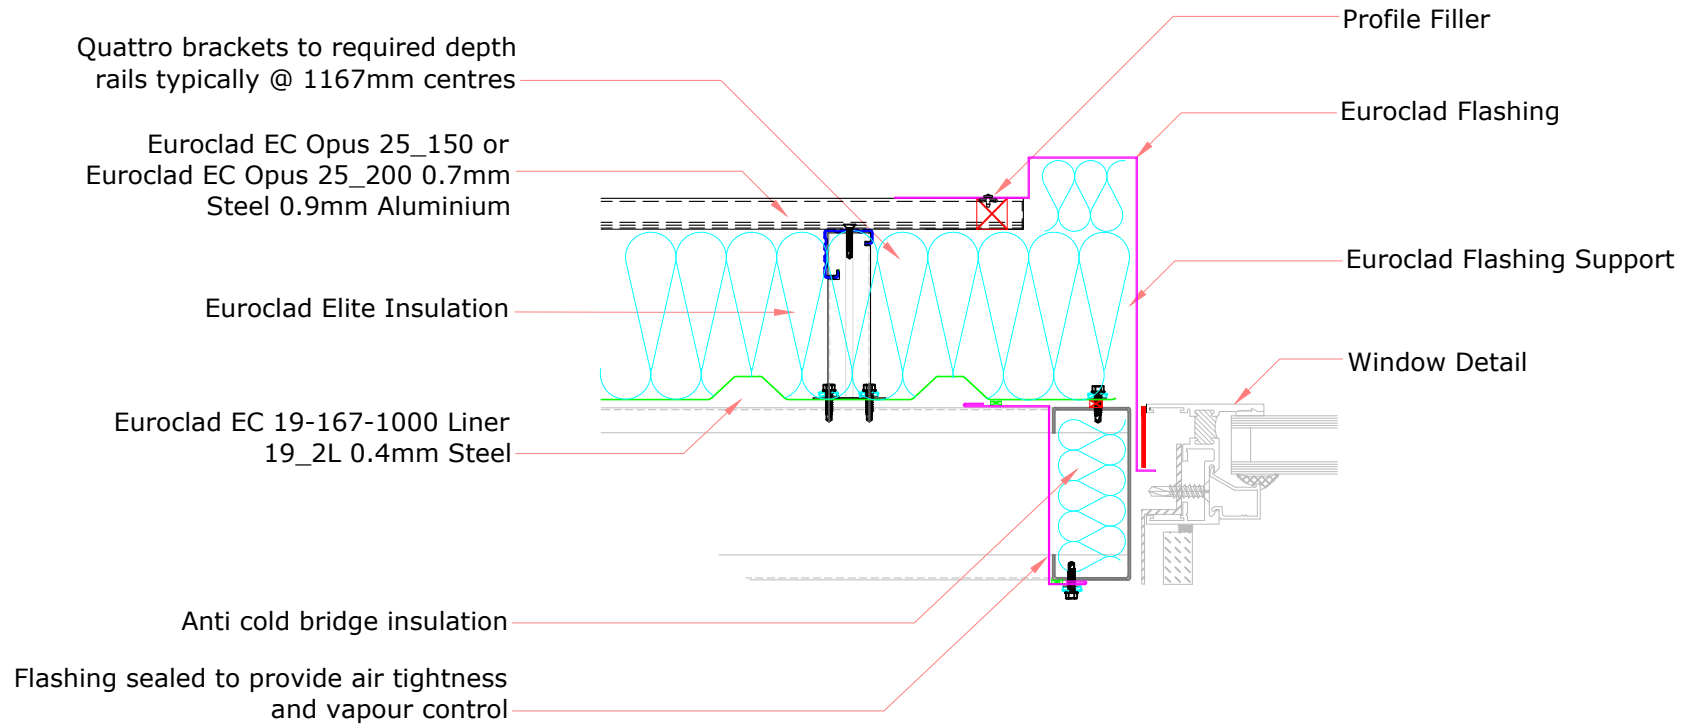 Quattro brackets to required depth
rails typically @ 1167mm centres
Euroclad EC Opus 25_150 or
Euroclad EC Opus 25_200 0.7mm
Steel 0.9mm Aluminium
Euroclad Elite Insulation
Euroclad EC 19-167-1000 Liner
19_2L 0.4mm Steel
Anti cold bridge insulation
Flashing sealed to provide air tightness
and vapour control
Profile Filler
Euroclad Flashing
Euroclad Flashing Support
Window Detail